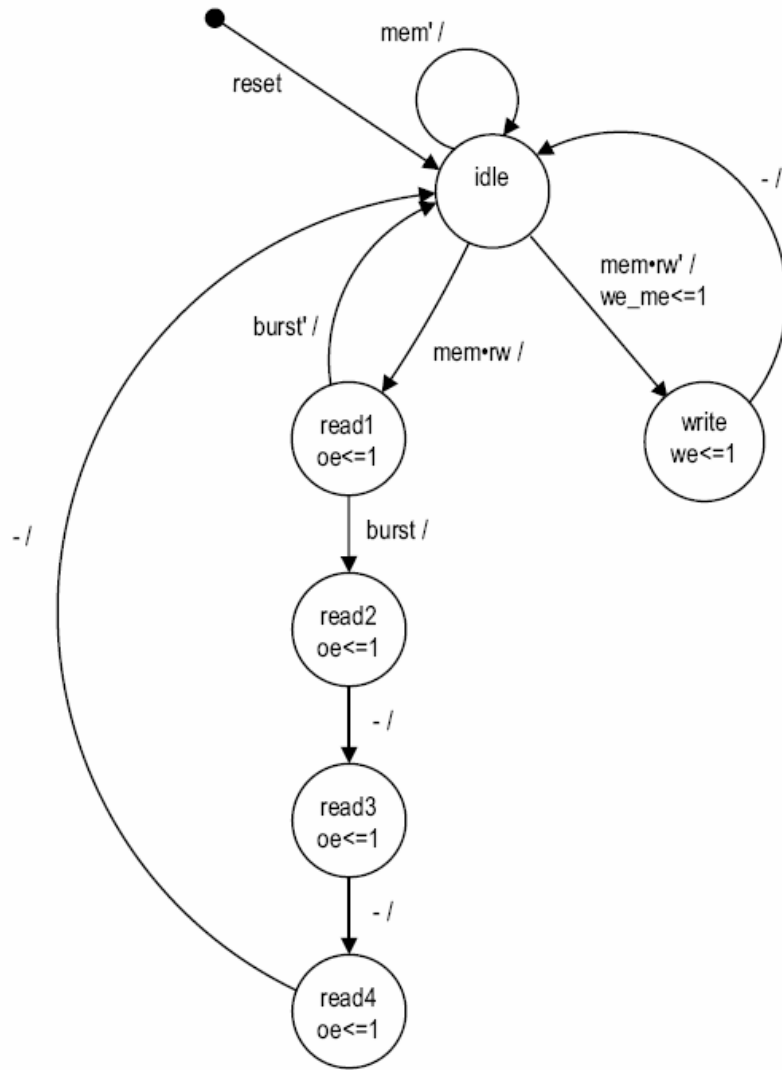 mem' /
reset
idle
- /
mem•rw' /
we_me<=1
burst' /
mem•rw /
read1
oe<=1
write
we<=1
- /
burst /
read2
oe<=1
- /
read3
oe<=1
- /
read4
oe<=1